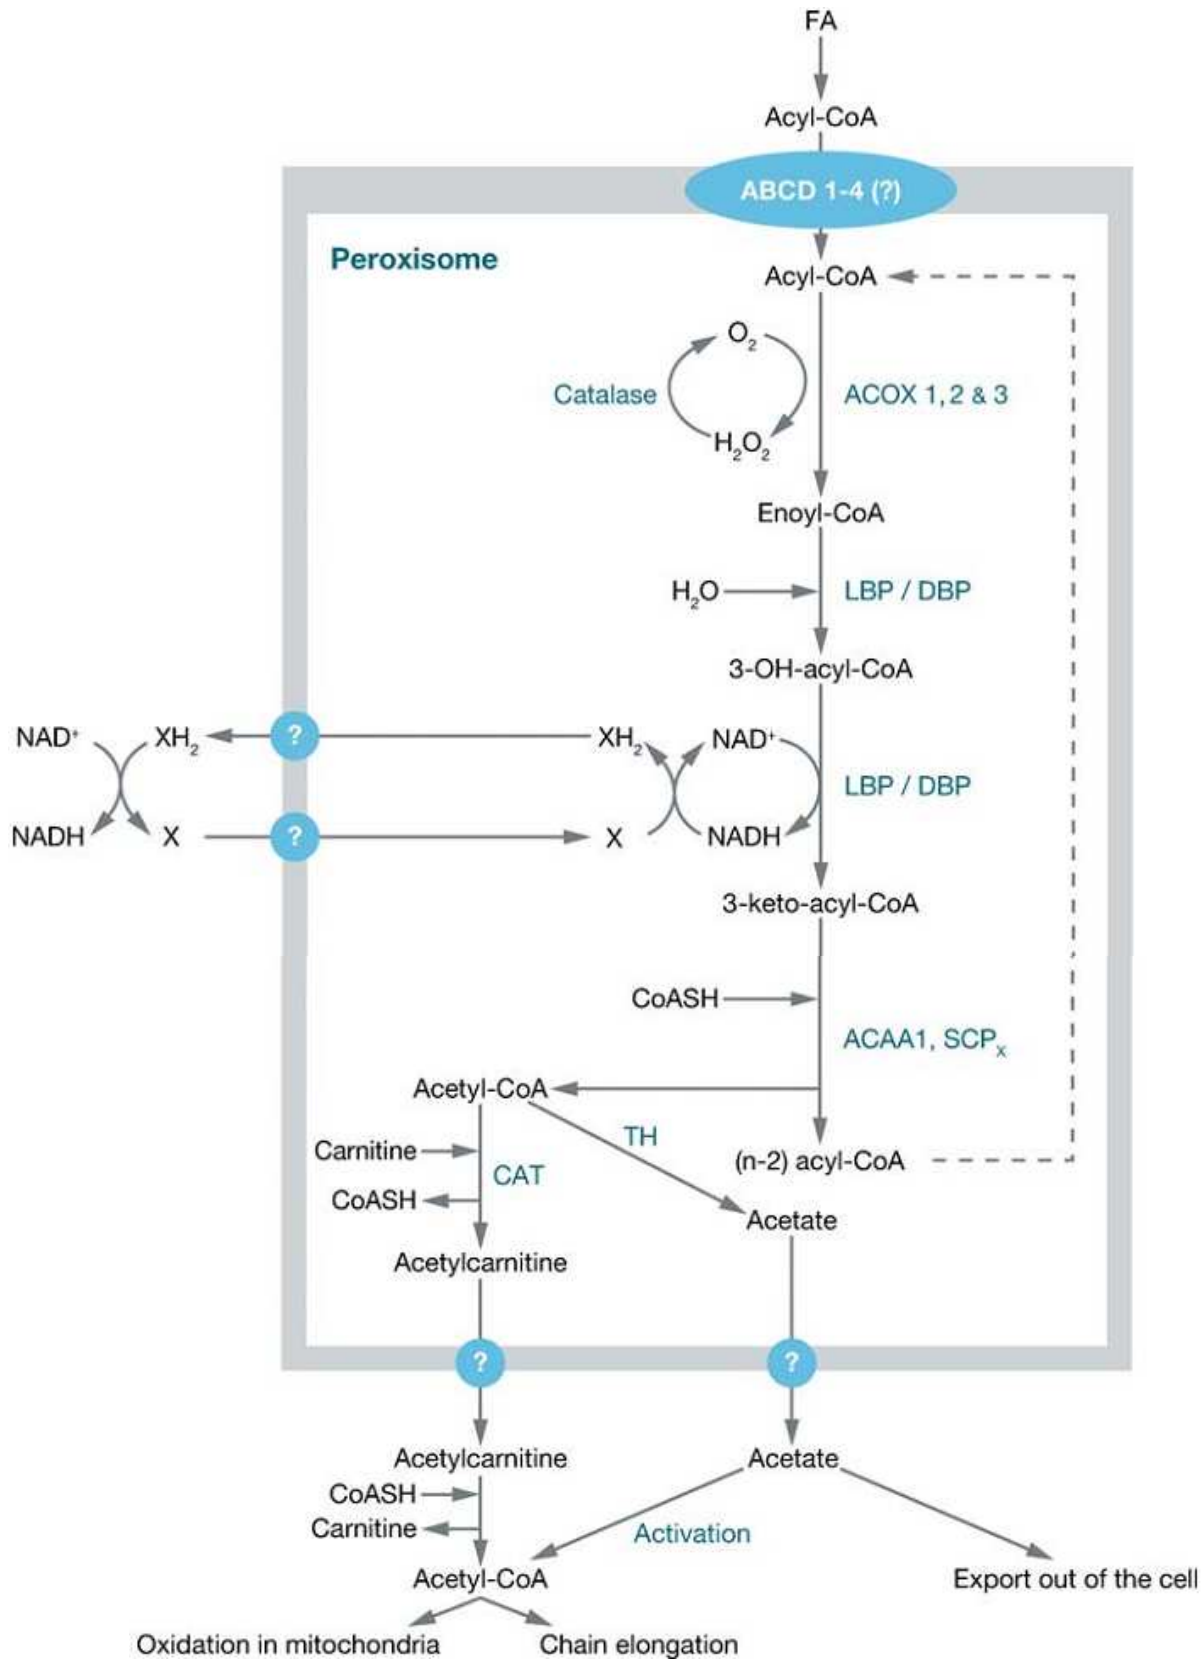 FA
Acyl-CoA
ABCD 1-4 (?)
Peroxisome
Acyl-CoA
O₂
Catalase
ACOX 1, 2 & 3
H₂O₂
Enoyl-CoA
H₂O
LBP / DBP
3-OH-acyl-CoA
NAD⁺
XH₂
?
XH₂
NAD⁺
LBP / DBP
NADH
X
?
X
NADH
3-keto-acyl-CoA
CoASH
ACAA1, SCPₓ
Acetyl-CoA
TH
Carnitine
CAT
(n-2) acyl-CoA
CoASH
Acetate
Acetylcarnitine
?
?
Acetylcarnitine
Acetate
CoASH
Carnitine
Activation
Acetyl-CoA
Export out of the cell
Oxidation in mitochondria
Chain elongation